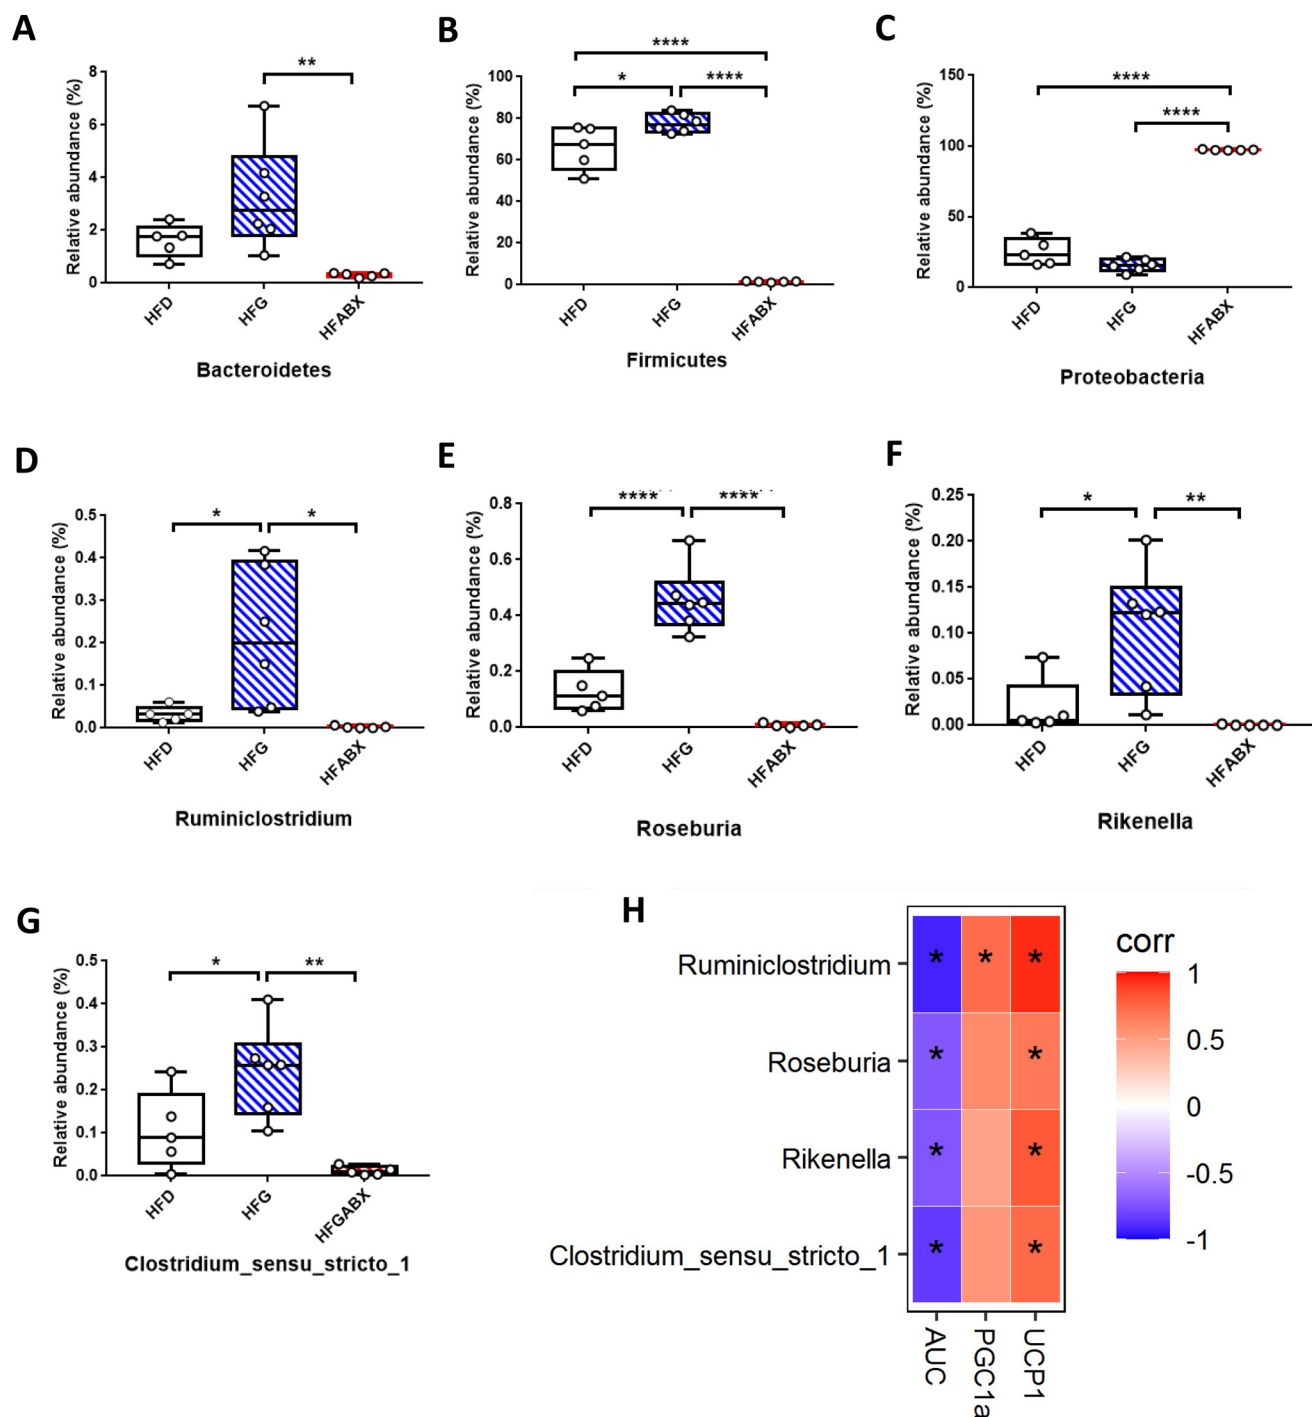 A
B
C
Relative abundance (%)
8
6
4
2
0
**
HFD
HFG
HFABX
Bacteroidetes
Relative abundance (%)
100
80
60
40
20
0
****
*
****
HFD
HFG
HFABX
Firmicutes
Relative abundance (%)
150
100
50
0
****
****
HFD
HFG
HFABX
Proteobacteria
D
E
F
Relative abundance (%)
0.5
0.4
0.3
0.2
0.1
0.0
*
*
HFD
HFG
HFABX
Ruminiclostridium
Relative abundance (%)
0.8
0.6
0.4
0.2
0.0
****
****
HFD
HFG
HFABX
Roseburia
Relative abundance (%)
0.25
0.20
0.15
0.10
0.05
0.00
*
**
HFD
HFG
HFABX
Rikenella
G
Relative abundance (%)
0.5
0.4
0.3
0.2
0.1
0.0
*
**
HFD
HFG
HFGABX
Clostridium_sensu_stricto_1
H
Ruminiclostridium
* * *
Roseburia
* *
Rikenella
* *
Clostridium_sensu_stricto_1
* *
AUC
PGC1a
UCP1
corr
1
0.5
0
-0.5
-1